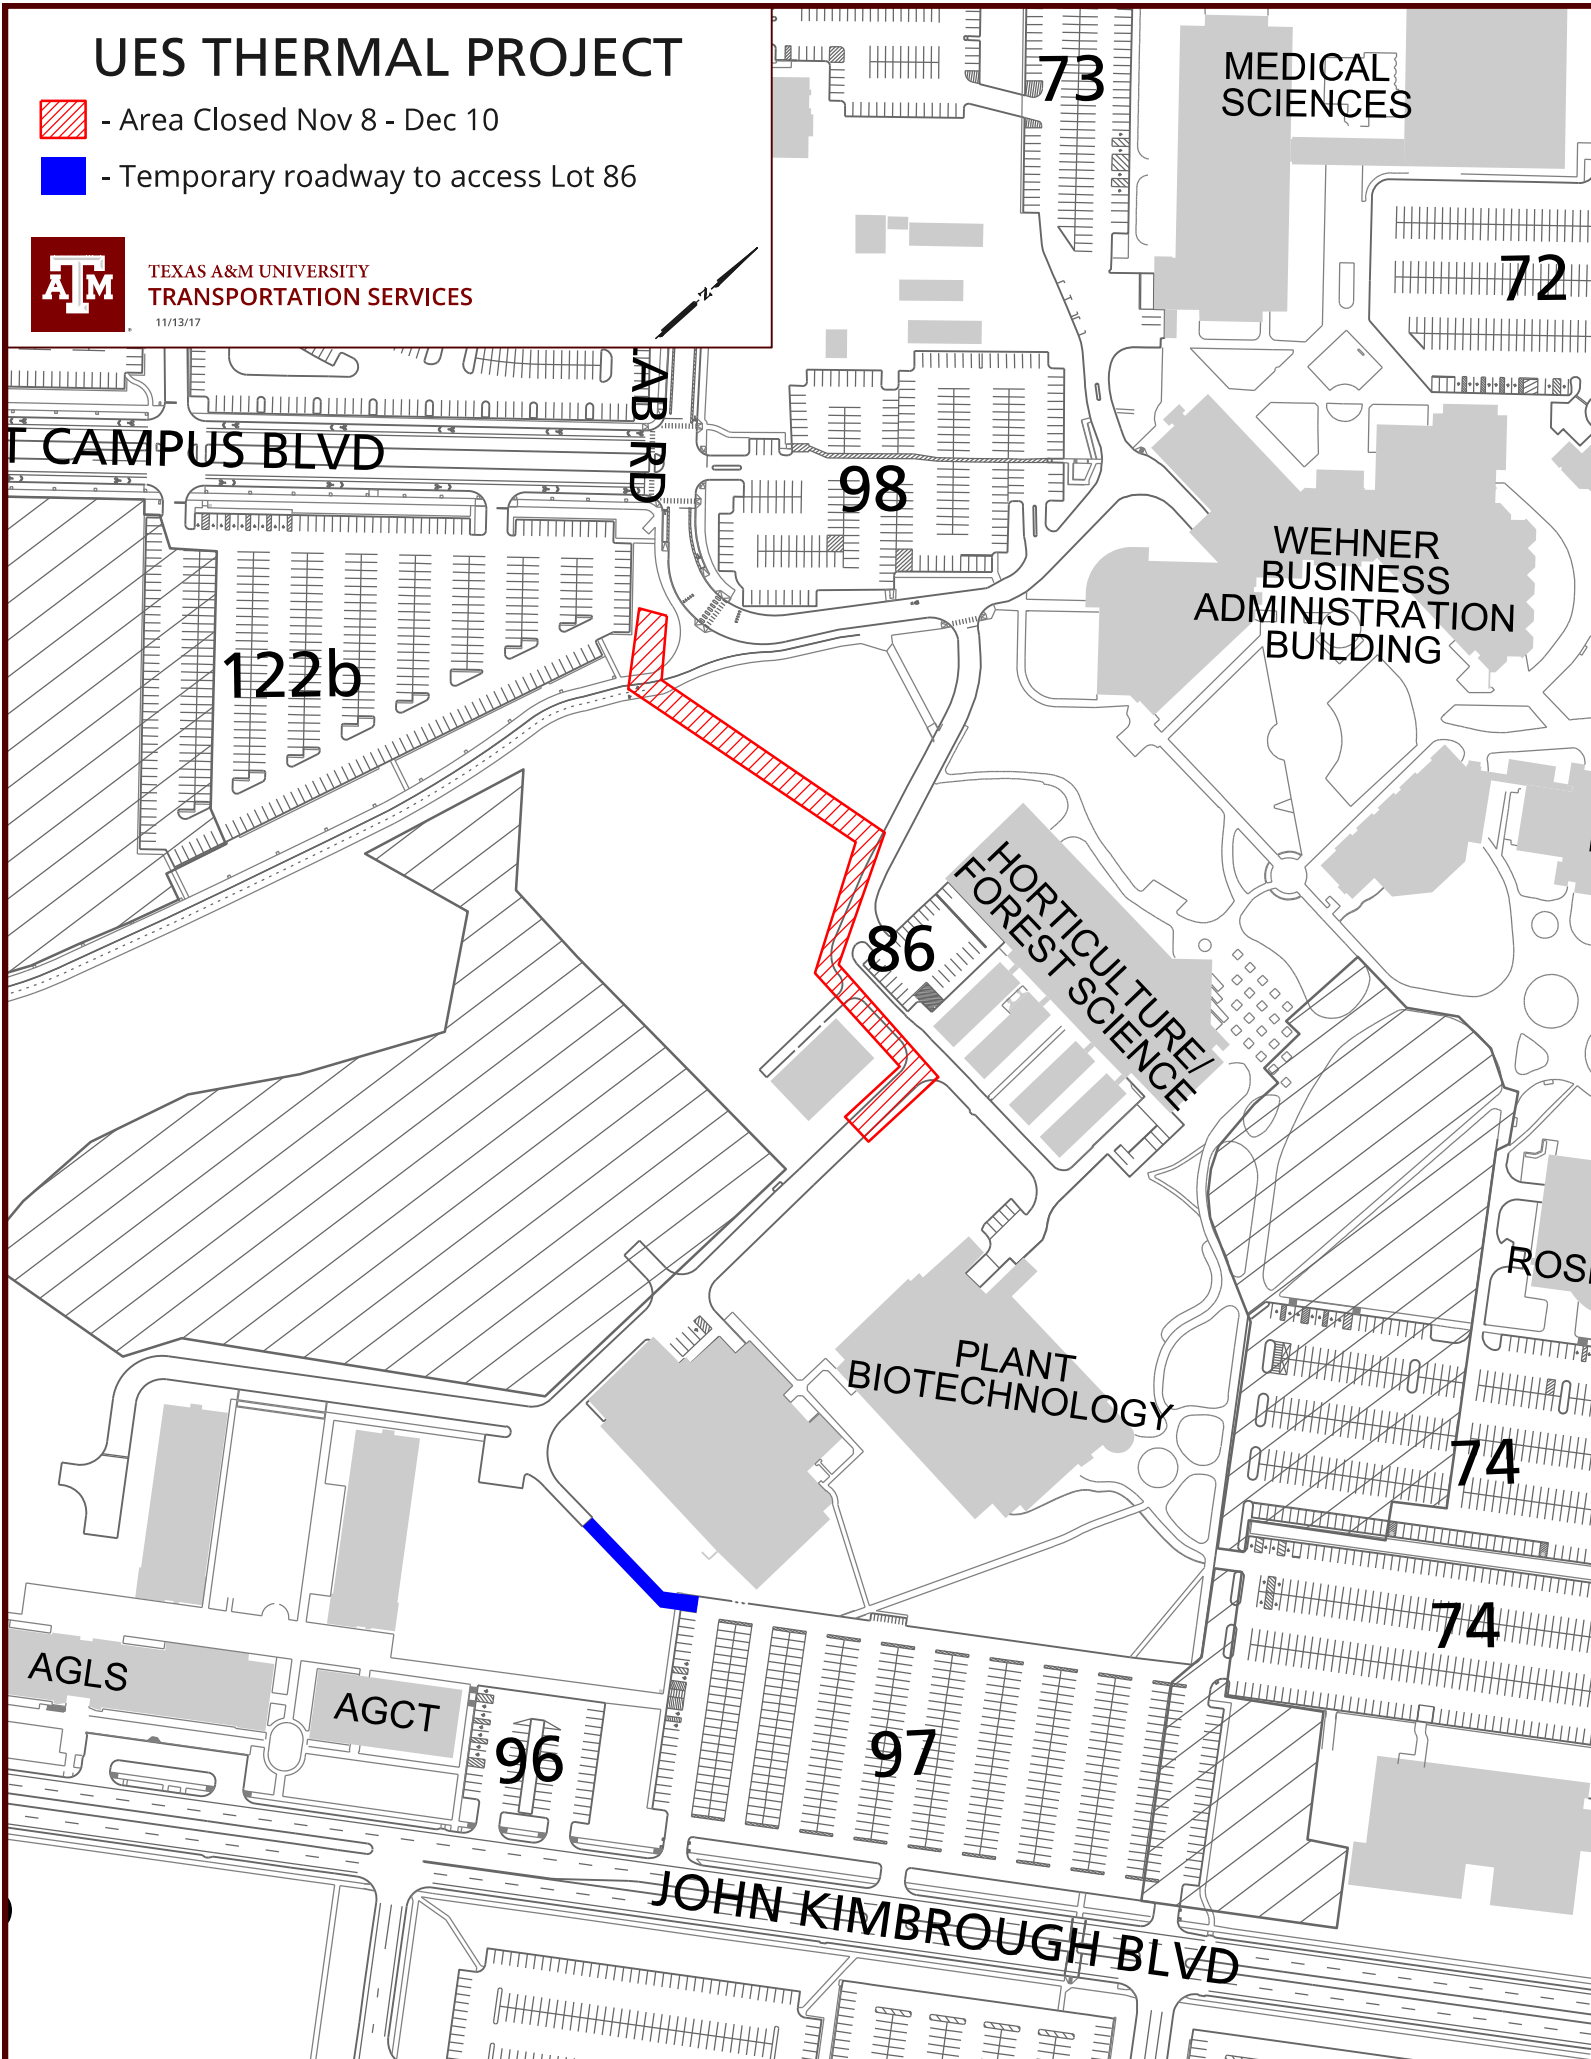 UES THERMAL PROJECT
- Area Closed Nov 8 - Dec 10
- Temporary roadway to access Lot 86
ATM
TEXAS A&M UNIVERSITY
TRANSPORTATION SERVICES
11/13/17
N
73
MEDICAL
SCIENCES
72
LAB RD
T CAMPUS BLVD
98
WEHNER
BUSINESS
ADMINISTRATION
BUILDING
122b
HORTICULTURE/
FOREST SCIENCE
86
ROSE
PLANT
BIOTECHNOLOGY
74
74
AGLS
AGCT
96
97
JOHN KIMBROUGH BLVD